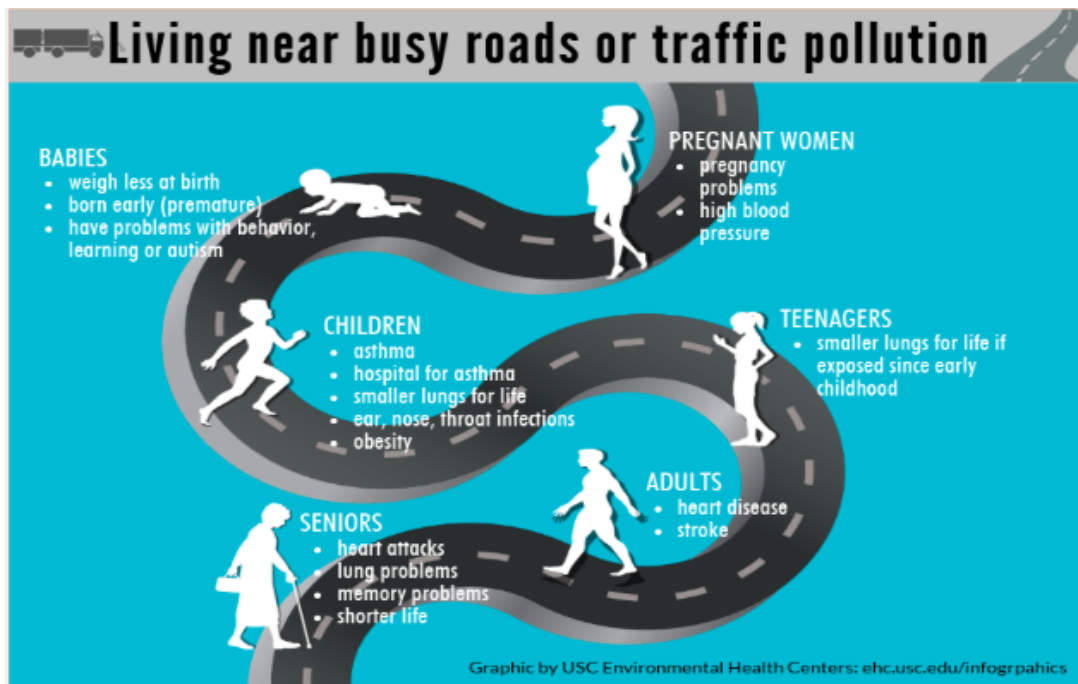 Living near busy roads or traffic pollution
PREGNANT WOMEN
• pregnancy
problems
• high blood
pressure
BABIES
• weigh less at birth
• born early (premature)
• have problems with behavior,
learning or autism
CHILDREN
• asthma
• hospital for asthma
• smaller lungs for life
• ear, nose, throat infections
• obesity
TEENAGERS
• smaller lungs for life if
exposed since early
childhood
ADULTS
• heart disease
• stroke
SENIORS
• heart attacks
• lung problems
• memory problems
• shorter life
Graphic by USC Environmental Health Centers: ehc.usc.edu/infogrpahics